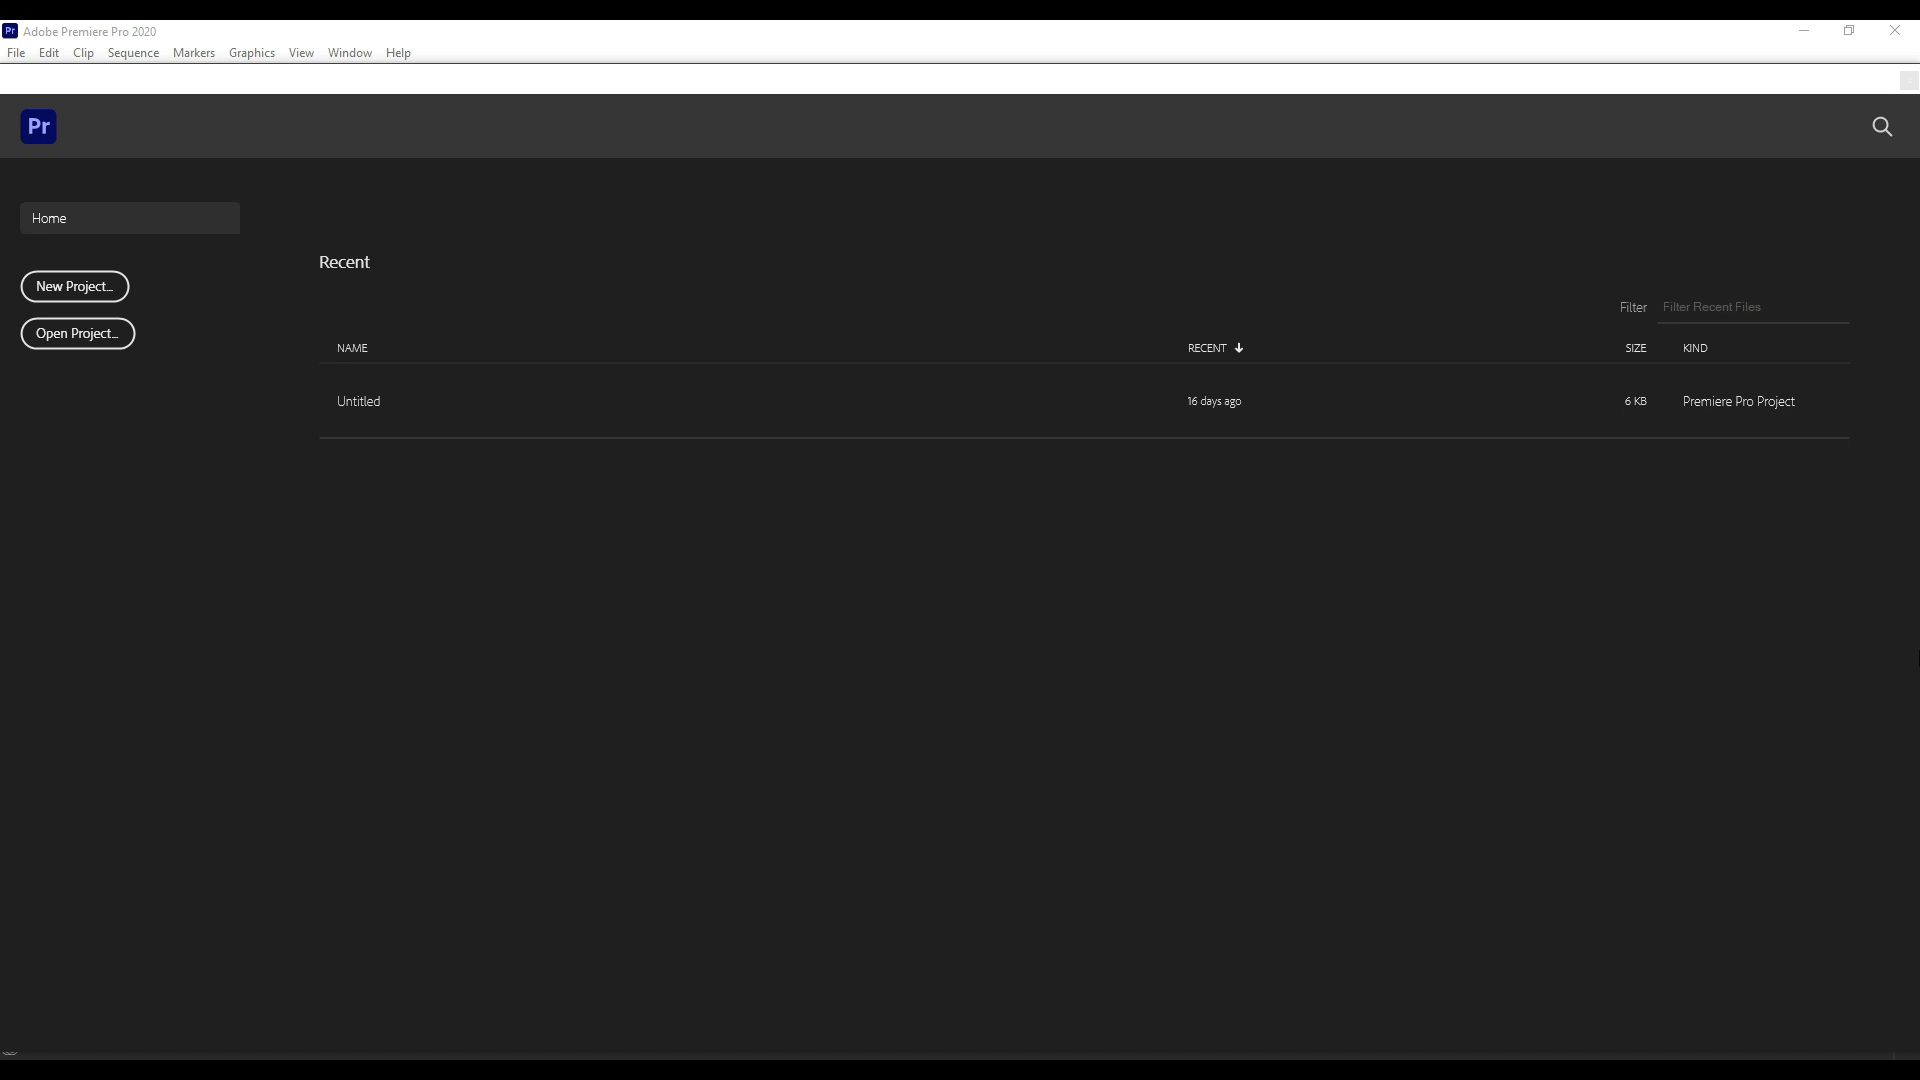 Pr Adobe Premiere Pro 2020
File Edit Clip Sequence Markers Graphics View Window Help
Pr
Home
Recent
New Project...
Filter Filter Recent Files
Open Project...
NAME RECENT SIZE KIND
Untitled 16 days ago 6 KB Premiere Pro Project